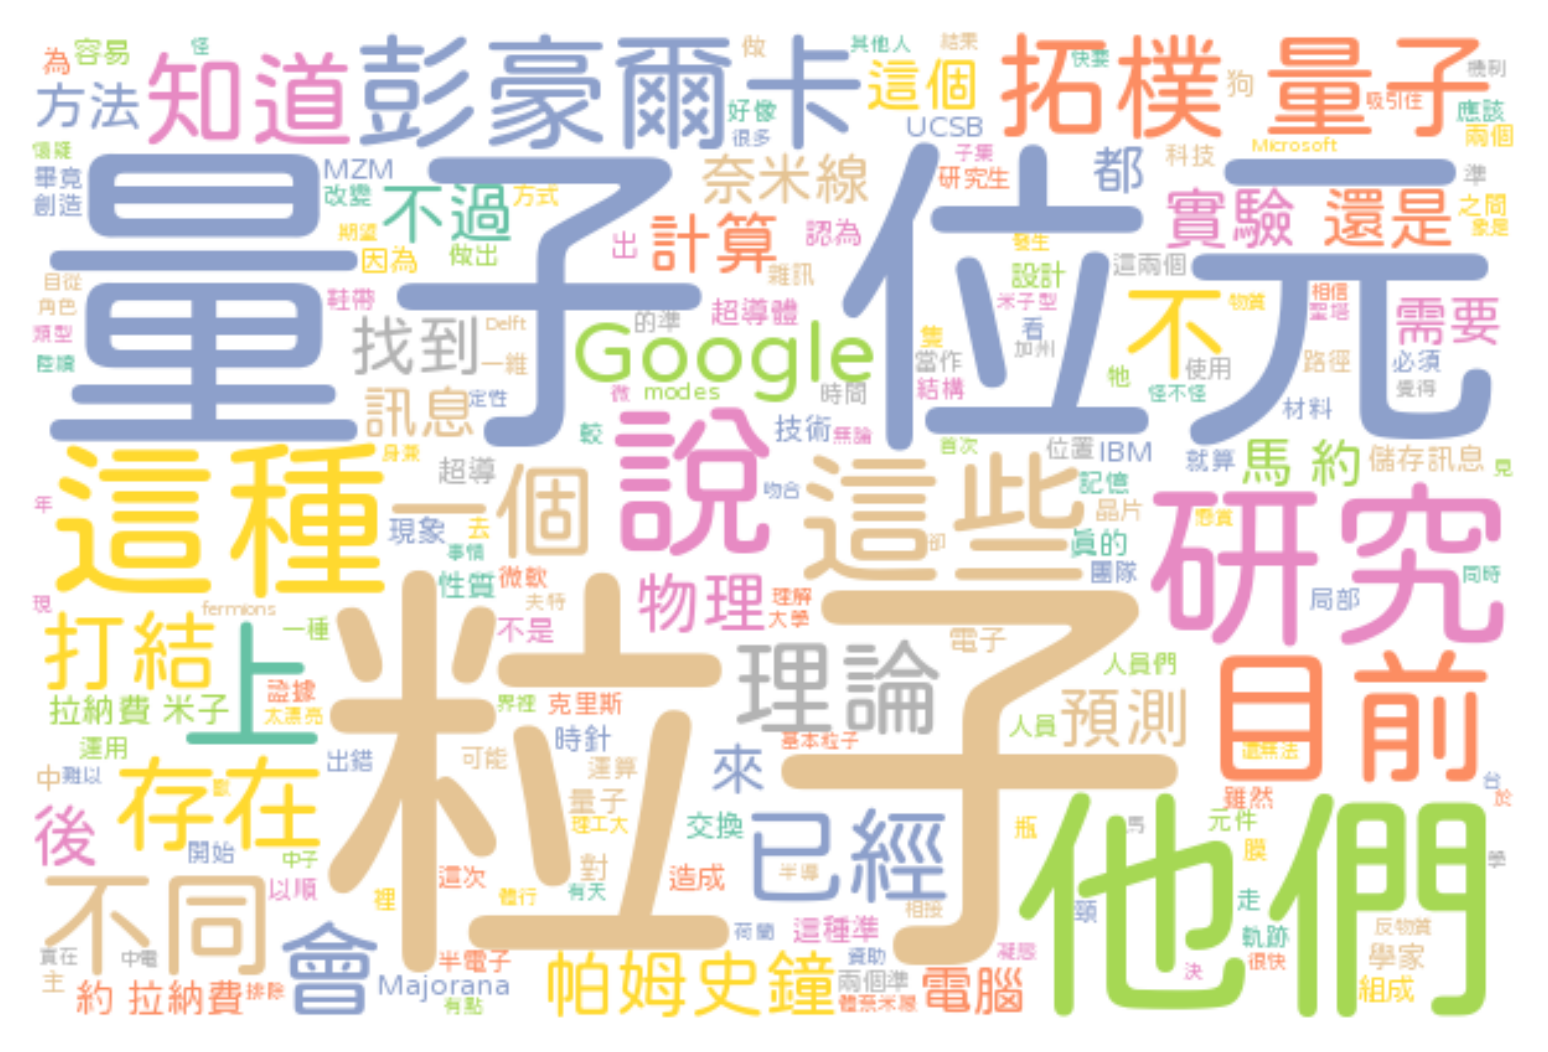 為 容易 怪 做 其他人 結果
方法 知道 彭豪爾卡 好像 很多 這個 UCSB 拓樸 快要 狗 量子 吸引住 機利 應該 兩個
懷疑 畢竟 創造 MZM 改變 不過 方式 奈米線 子集 研究生 都 科技 Microsoft 準
量子位元
期望 因為 做出 出 計算 認為 雜訊 發生 設計 這兩個 實驗 還是 之間 象是
自從 角色 類型 陸續 鞋帶 找到 Delft 一維 的準 超導體 米子型 看 加州 不 物質 相信 聖塔 需要
Google 隻 當作 結構 牠 使用 怪不怪 路徑 必須 覺得
訊息 定性 微 modes 時間 較 技術 無論 首次 位置 IBM 材料
這種 身兼 超導 一個 說 吻合 這些 卻 記憶 晶片 就算 馬 約 儲存訊息 見
年 現象 去 事情 性質 微軟 夫特 真的 團隊 懸賞 研究 同時
現 fermions 打結 一種 上 不是 物理 理解 大學 電子 局部
拉納費 米子 證據 太漂亮 粒子 界裡 克里斯 理論 人員們 人員 預測 目前 還無法
運用 中 難以 出錯 可能 時針 運算 來 基本粒子 雖然 台 於
存在 獸 量子 理工大 交換 已經 半導 瓶 他們 馬 元件 膜
後 開始 中子 對 這次 造成 學
不同 以順 裡 體行 有天 相接 頸 走
實在 中電 會 荷蘭 這種準 軌跡 反物質
主 約 拉納費 排除 半電子 Majorana 有點 帕姆史鐘 資助 兩個準 體奈米線 電腦 凝態 決 很快 學家 組成